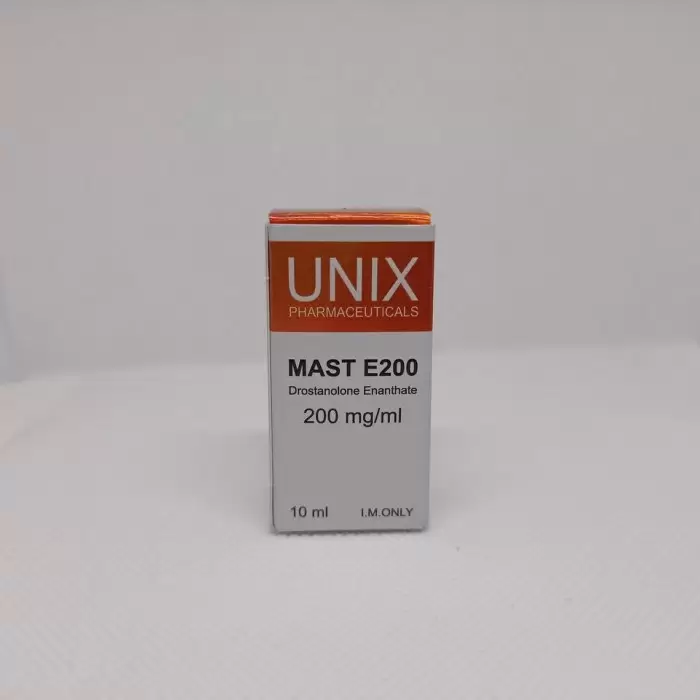 UNIX
PHARMACEUTICALS
MAST E200
Drostanolone Enanthate
200 mg/ml
10 ml I.M.ONLY